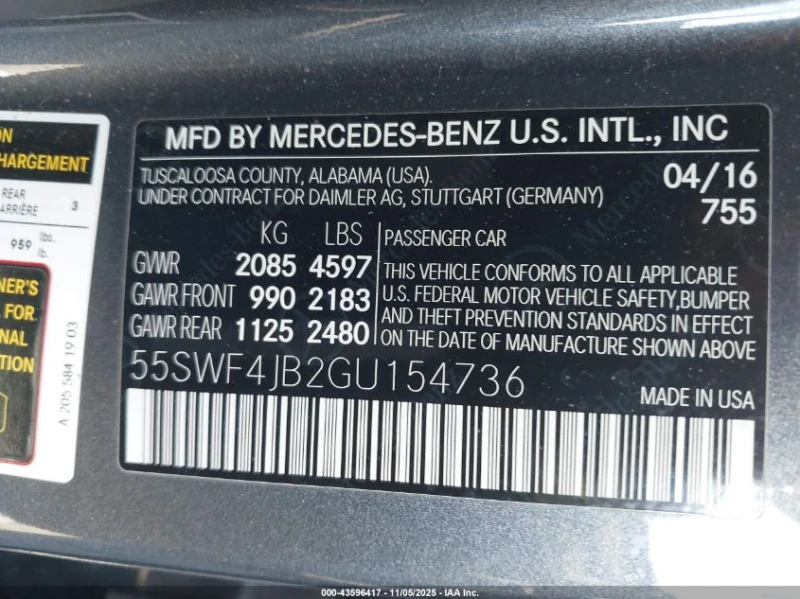 ON
CHARGEMENT
REAR
ARRIÈRE 3
959 lbs.
lb.
NER'S
FOR
ONAL
TION
A 205 584 19 03
MFD BY MERCEDES-BENZ U.S. INTL., INC
TUSCALOOSA COUNTY, ALABAMA (USA).
UNDER CONTRACT FOR DAIMLER AG, STUTTGART (GERMANY)
04/16
755
KG LBS
GVWR 2085 4597
GAWR FRONT 990 2183
GAWR REAR 1125 2480
PASSENGER CAR
THIS VEHICLE CONFORMS TO ALL APPLICABLE
U.S. FEDERAL MOTOR VEHICLE SAFETY,BUMPER
AND THEFT PREVENTION STANDARDS IN EFFECT
ON THE DATE OF MANUFACTURE SHOWN ABOVE.
55SWF4JB2GU154736
MADE IN USA
000-43596417 - 11/05/2025 - IAA Inc.